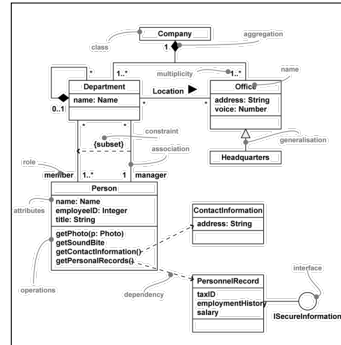 Company
aggregation
class
1
multiplicity
name
* 1..* 1..*
Department Location Office
name: Name
address: String
voice: Number
0..1
* * *
constraint
{subset}
generalisation
association
Headquarters
role
member 1..* 1 manager
Person
name: Name
employeeID: Integer
title: String
attributes
ContactInformation
address: String
getPhoto(p: Photo)
getSoundBite
getContactInformation()
getPersonalRecords()
operations
dependency
interface
PersonnelRecord
taxID
employmentHistory
salary
ISecureInformation